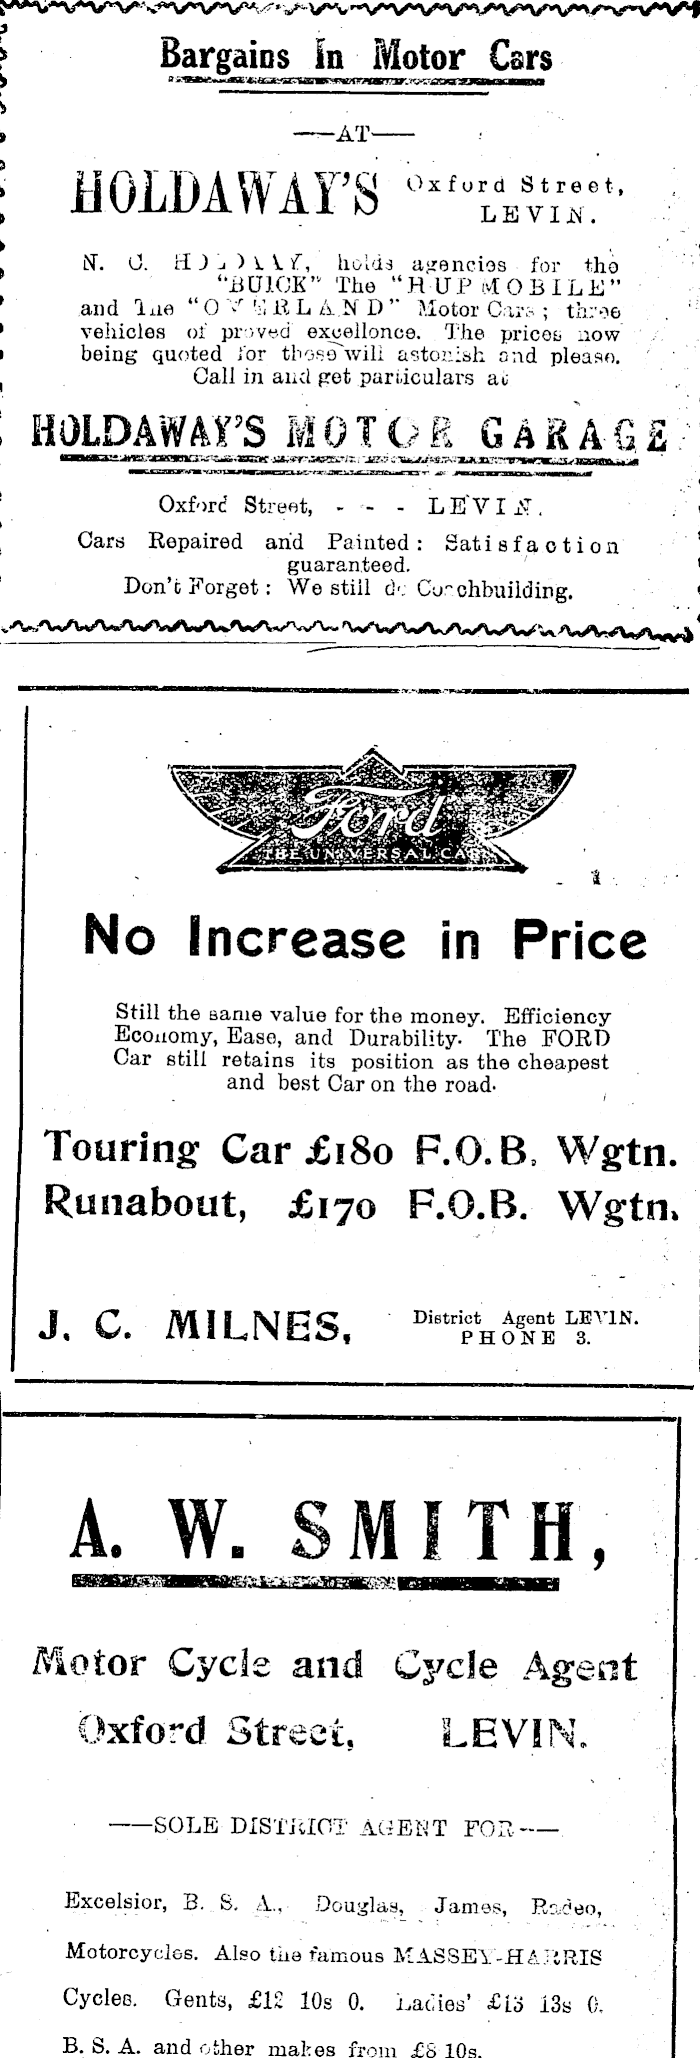 Bargains In Motor Cars
—AT—
HOLDAWAY'S Oxford Street,
LEVIN.
N. holds agencies for the
"BUICK" The "HUPMOBILE"
and The "OVERLAND" Motor Cars; three
vehicles of proved excellence. The prices now
being quoted for these will astonish and please.
Call in and get particulars at
HOLDAWAY'S MOTOR GARAGE
Oxford Street, - - - LEVIN.
Cars Repaired and Painted: Satisfaction
guaranteed.
Don't Forget: We still do Coachbuilding.
Ford
THE UNIVERSAL CAR
No Increase in Price
Still the same value for the money. Efficiency
Economy, Ease, and Durability. The FORD
Car still retains its position as the cheapest
and best Car on the road.
Touring Car £180 F.O.B. Wgtn.
Runabout, £170 F.O.B. Wgtn.
J. C. MILNES, District Agent LEVIN.
PHONE 3.
A. W. SMITH,
Motor Cycle and Cycle Agent
Oxford Street, LEVIN.
——SOLE DISTRICT AGENT FOR——
Excelsior, B. S. A., Douglas, James, Radeo,
Motorcycles. Also the famous MASSEY-HARRIS
Cycles. Gents, £12 10s 0. Ladies' £13 13s 0.
B. S. A. and other makes from £8 10s.